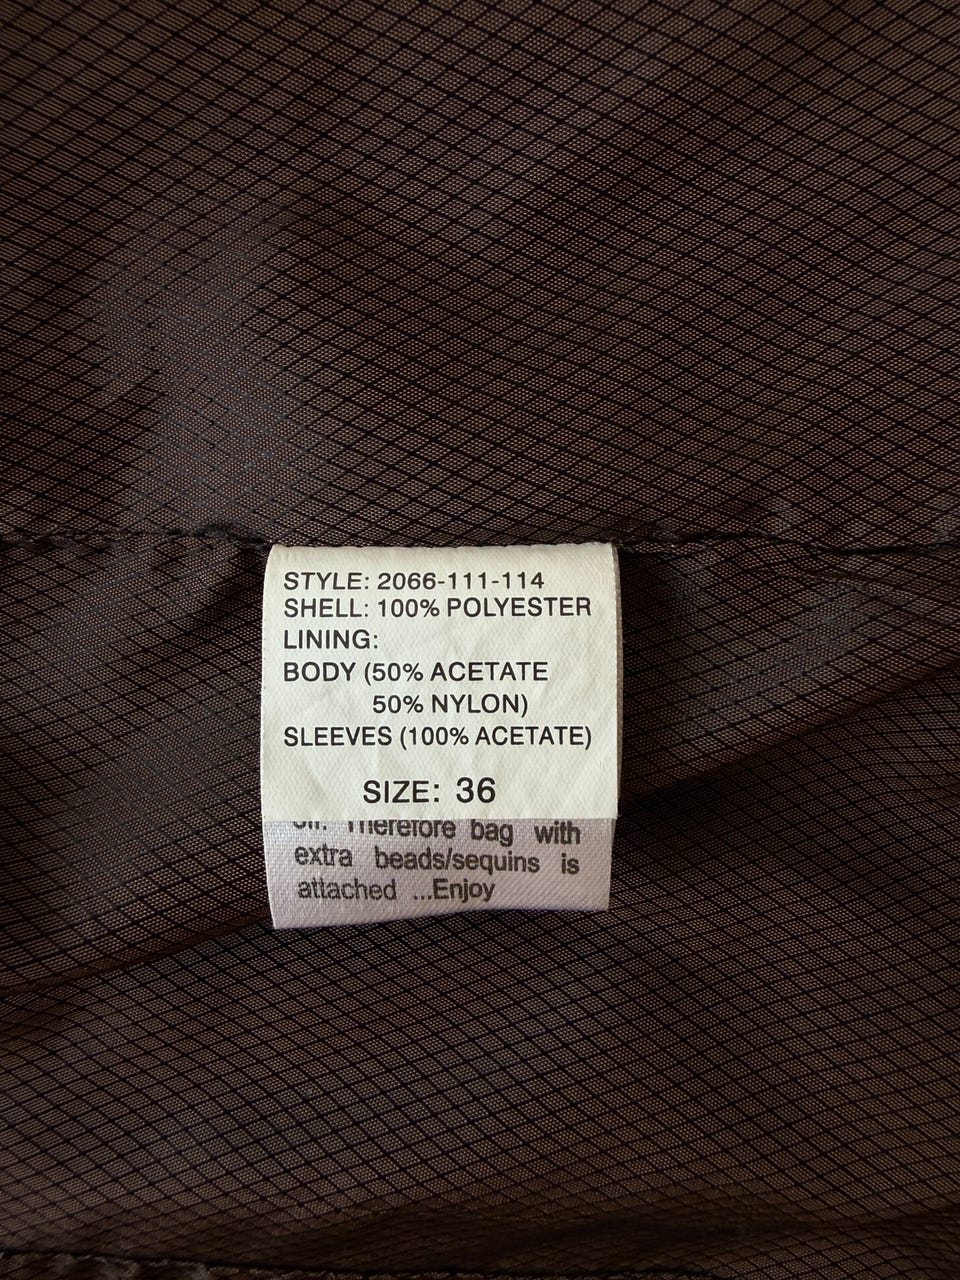 STYLE: 2066-111-114
SHELL: 100% POLYESTER
LINING:
BODY (50% ACETATE
50% NYLON)
SLEEVES (100% ACETATE)
SIZE: 36
Therefore bag with
extra beads/sequins is
attached ...Enjoy